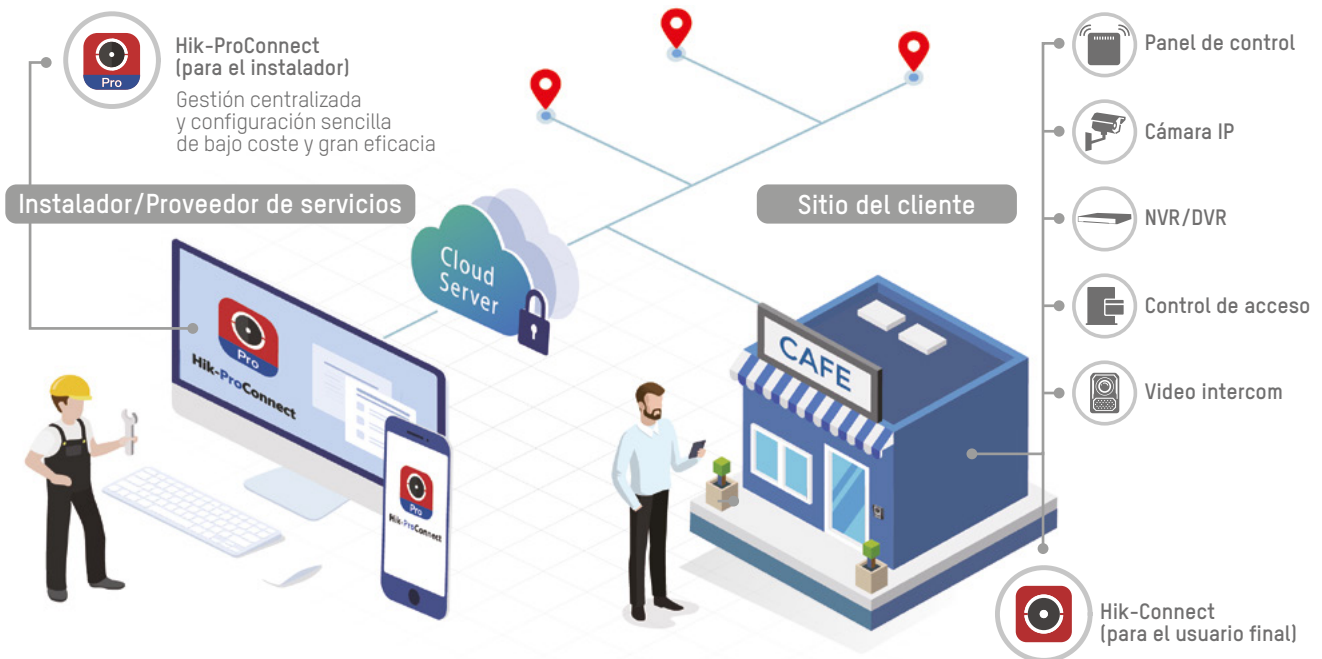 Hik-ProConnect
(para el instalador)
Gestión centralizada
y configuración sencilla
de bajo coste y gran eficacia
Pro
Instalador/Proveedor de servicios
Cloud
Server
Pro
Hik-ProConnect
Pro
Hik-ProConnect
Sitio del cliente
CAFE
Panel de control
Cámara IP
NVR/DVR
Control de acceso
Video intercom
Hik-Connect
(para el usuario final)